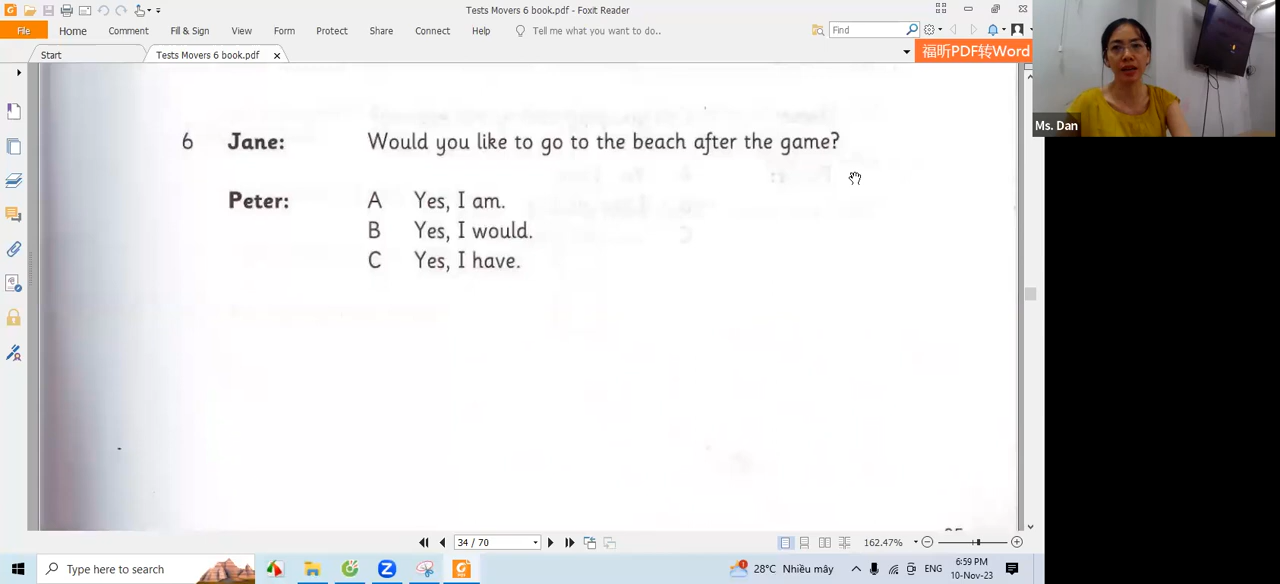 Tests Movers 6 book.pdf - Foxit Reader
File Home Comment Fill & Sign View Form Protect Share Connect Help Tell me what you want to do.. Find
Start Tests Movers 6 book.pdf 福昕PDF转Word
6 Jane: Would you like to go to the beach after the game?
Peter: A Yes, I am.
B Yes, I would.
C Yes, I have.
Ms. Dan
34 / 70 162.47%
Type here to search 28°C Nhiều mây ENG 6:59 PM
10-Nov-23